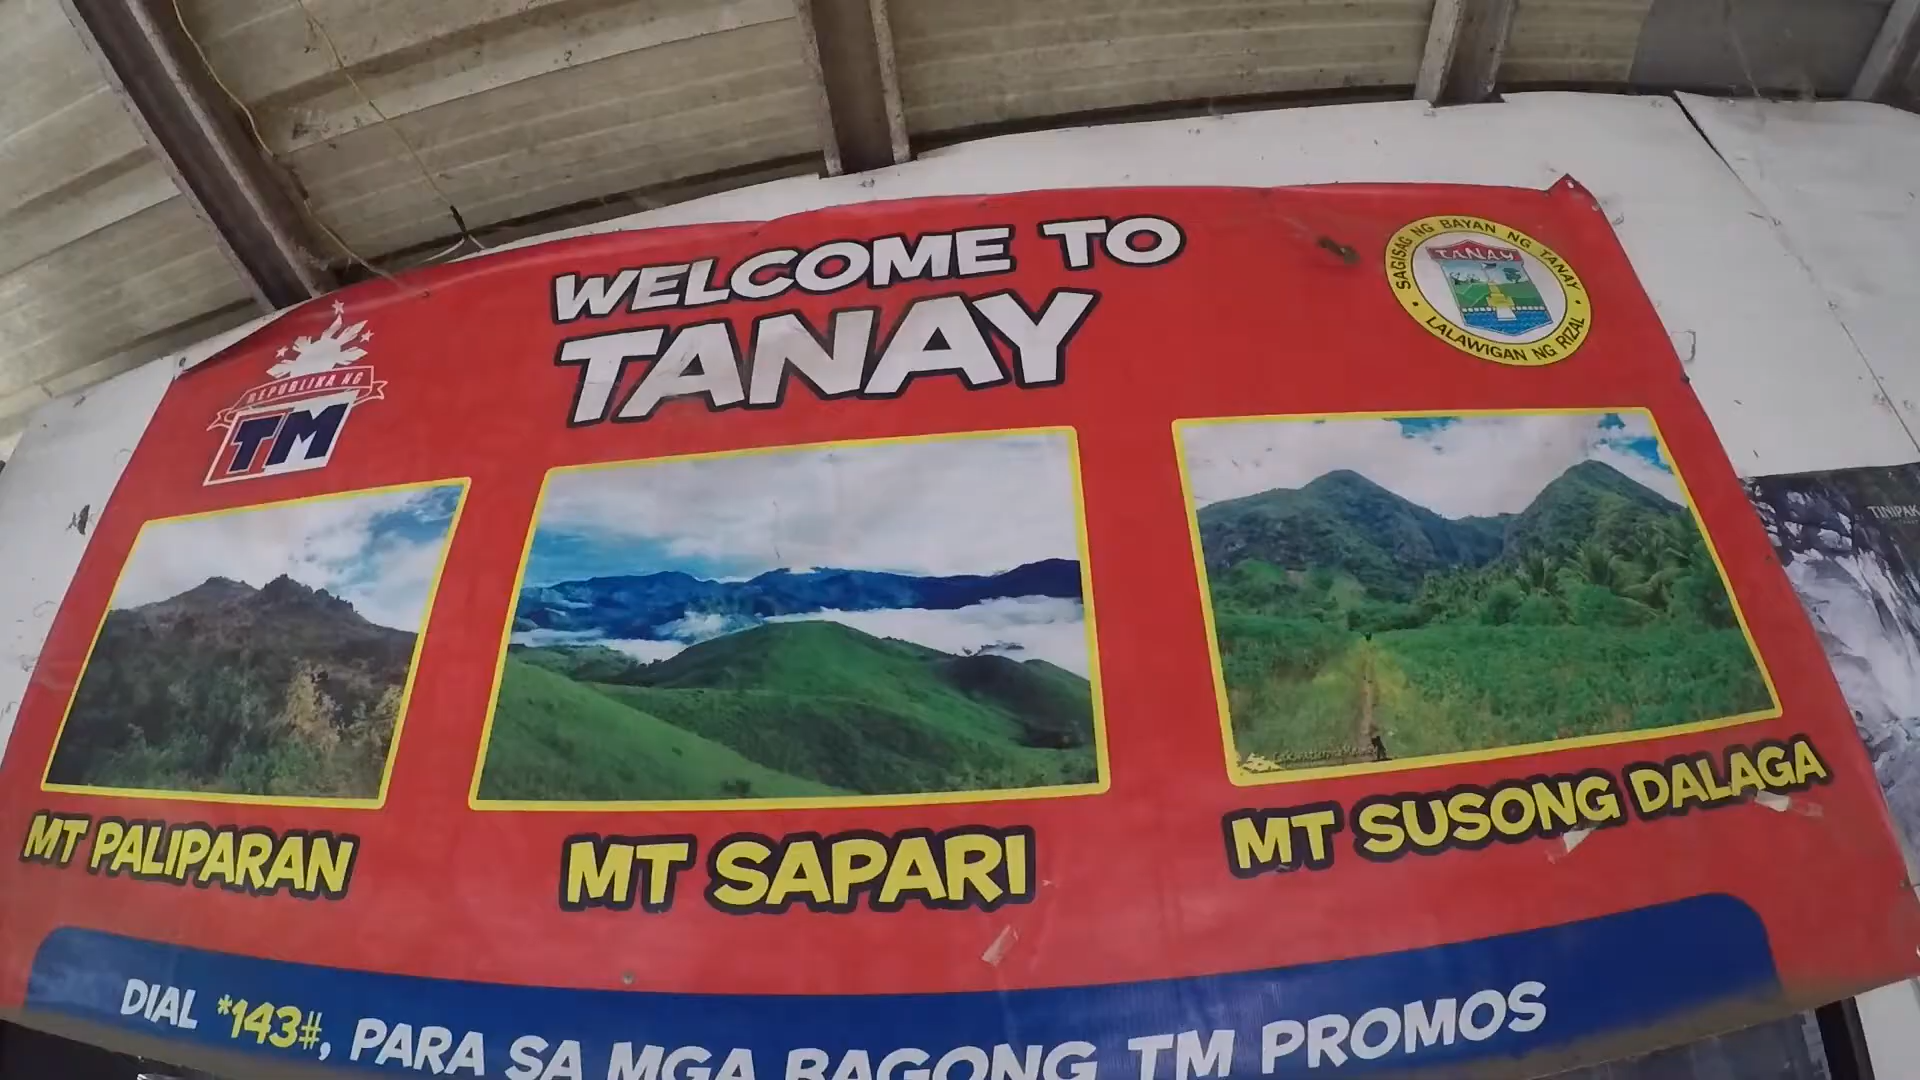 WELCOME TO
TANAY
REPUBLIKA NG
TM
SAGISAG NG BAYAN NG TANAY
TANAY
LALAWIGAN NG RIZAL
MT PALIPARAN
MT SAPARI
MT SUSONG DALAGA
TINIPAK
DIAL *143#, PARA SA MGA BAGONG TM PROMOS